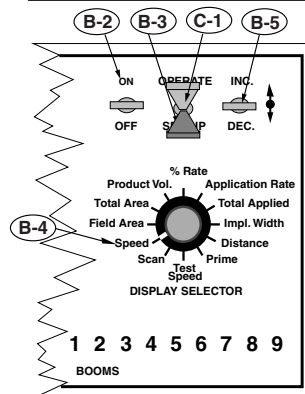 B-2 B-3 C-1 B-5
ON OPERATE INC.
OFF SETUP DEC.
% Rate
Product Vol. Application Rate
Total Area Total Applied
Field Area Impl. Width
B-4 Speed Distance
Scan Prime
Test
Speed
DISPLAY SELECTOR
1 2 3 4 5 6 7 8 9
BOOMS